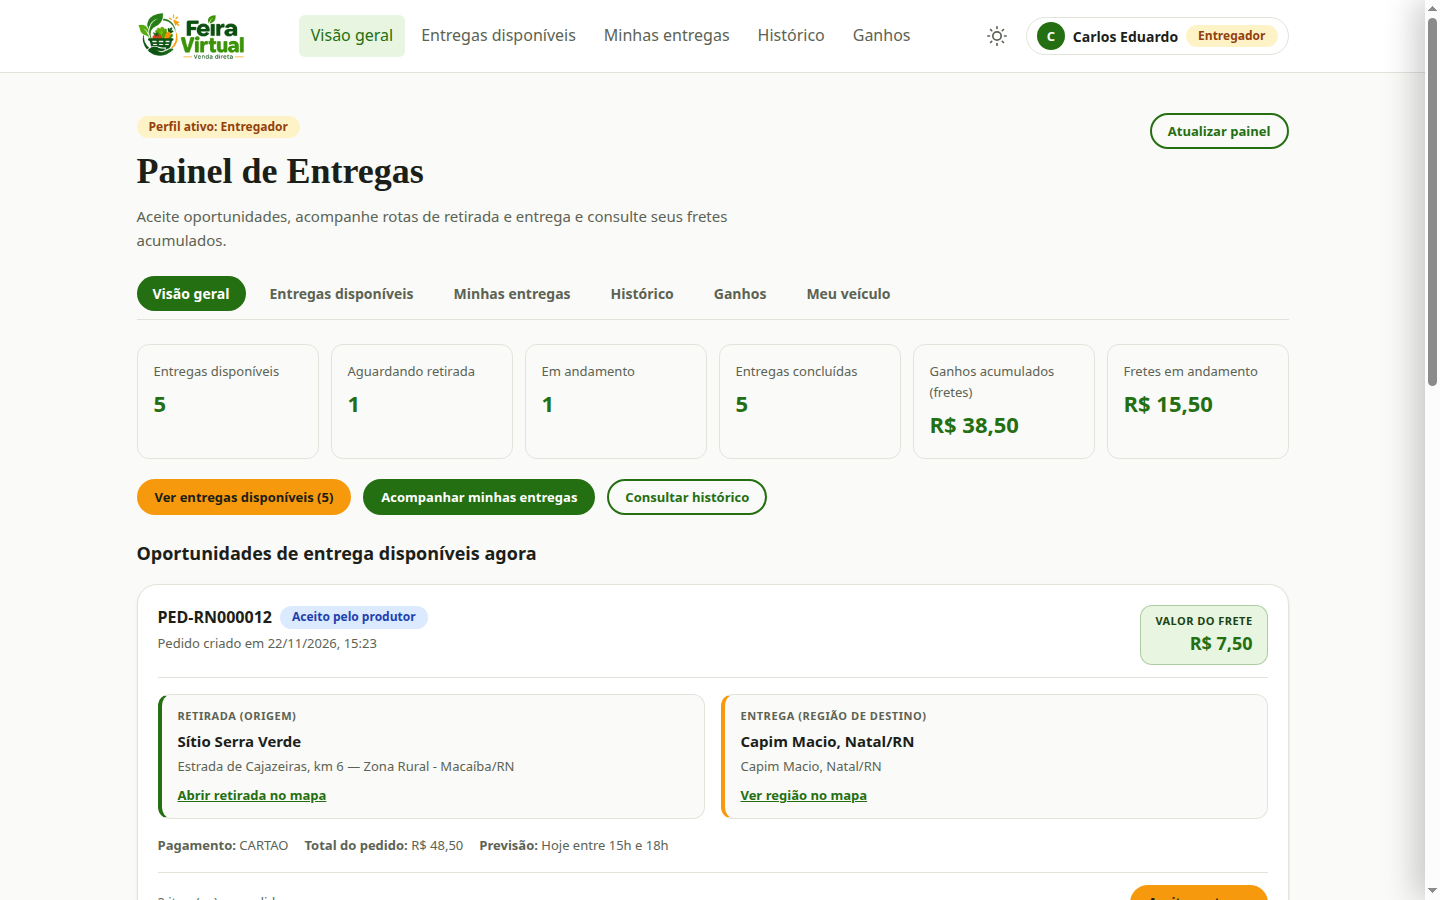 Feira
Virtual
Venda direta
Visão geral
Entregas disponíveis
Minhas entregas
Histórico
Ganhos
C
Carlos Eduardo
Entregador
Perfil ativo: Entregador
Atualizar painel
Painel de Entregas
Aceite oportunidades, acompanhe rotas de retirada e entrega e consulte seus fretes
acumulados.
Visão geral
Entregas disponíveis
Minhas entregas
Histórico
Ganhos
Meu veículo
Entregas disponíveis
5
Aguardando retirada
1
Em andamento
1
Entregas concluídas
5
Ganhos acumulados
(fretes)
R$ 38,50
Fretes em andamento
R$ 15,50
Ver entregas disponíveis (5)
Acompanhar minhas entregas
Consultar histórico
Oportunidades de entrega disponíveis agora
PED-RN000012
Aceito pelo produtor
Pedido criado em 22/11/2026, 15:23
VALOR DO FRETE
R$ 7,50
RETIRADA (ORIGEM)
Sítio Serra Verde
Estrada de Cajazeiras, km 6 — Zona Rural - Macaíba/RN
Abrir retirada no mapa
ENTREGA (REGIÃO DE DESTINO)
Capim Macio, Natal/RN
Capim Macio, Natal/RN
Ver região no mapa
Pagamento: CARTAO
Total do pedido: R$ 48,50
Previsão: Hoje entre 15h e 18h